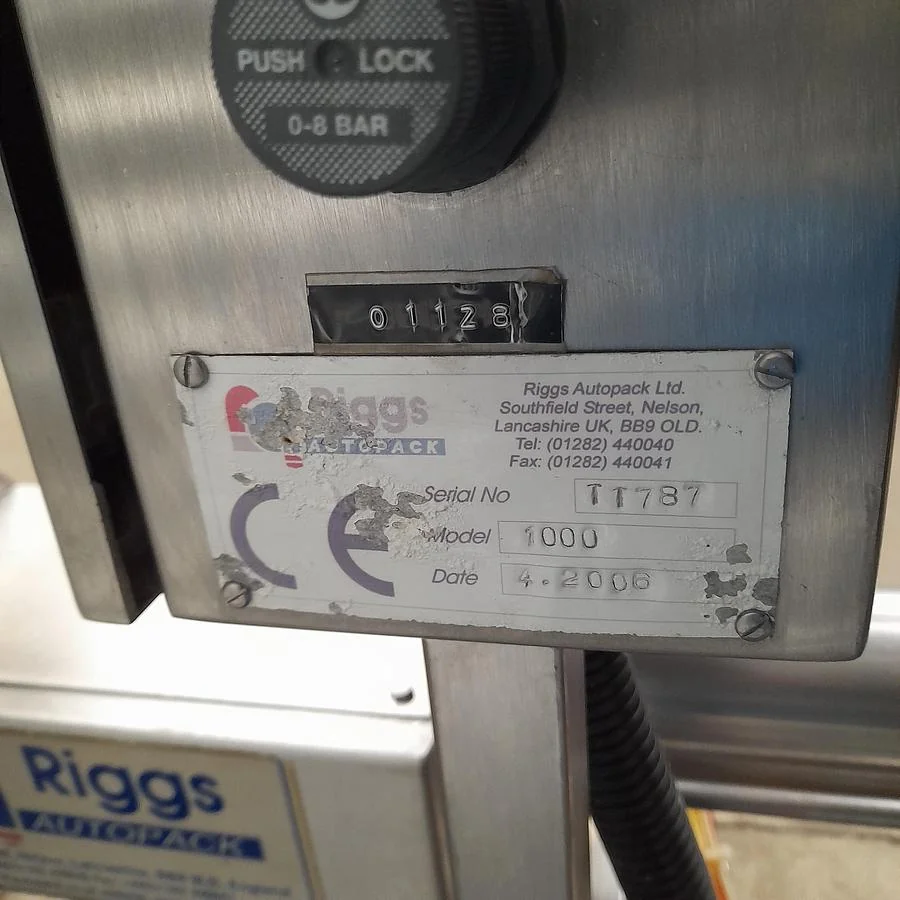 PUSH LOCK
0-8 BAR
01128
Riggs
AUTOPACK
Riggs Autopack Ltd.
Southfield Street, Nelson,
Lancashire UK, BB9 OLD.
Tel: (01282) 440040
Fax: (01282) 440041
CE
Serial No TT787
Model 1000
Date 4.2006
Riggs
AUTOPACK